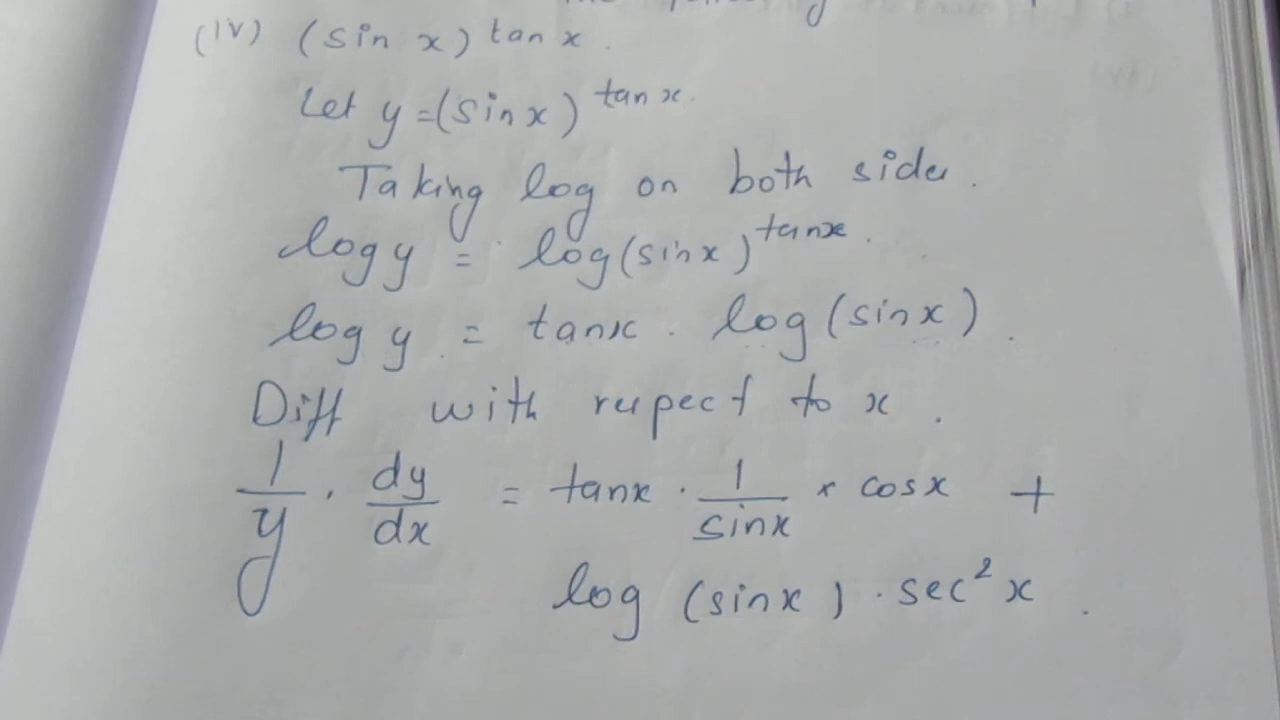 (iv) (sin x) tan x.
Let y = (sin x) tan x.
Taking log on both side.
log y = log (sin x) tan x.
log y = tan x . log (sin x).
Diff with respect to x.
1/y . dy/dx = tan x . 1/sin x × cos x +
log (sin x) . sec² x.